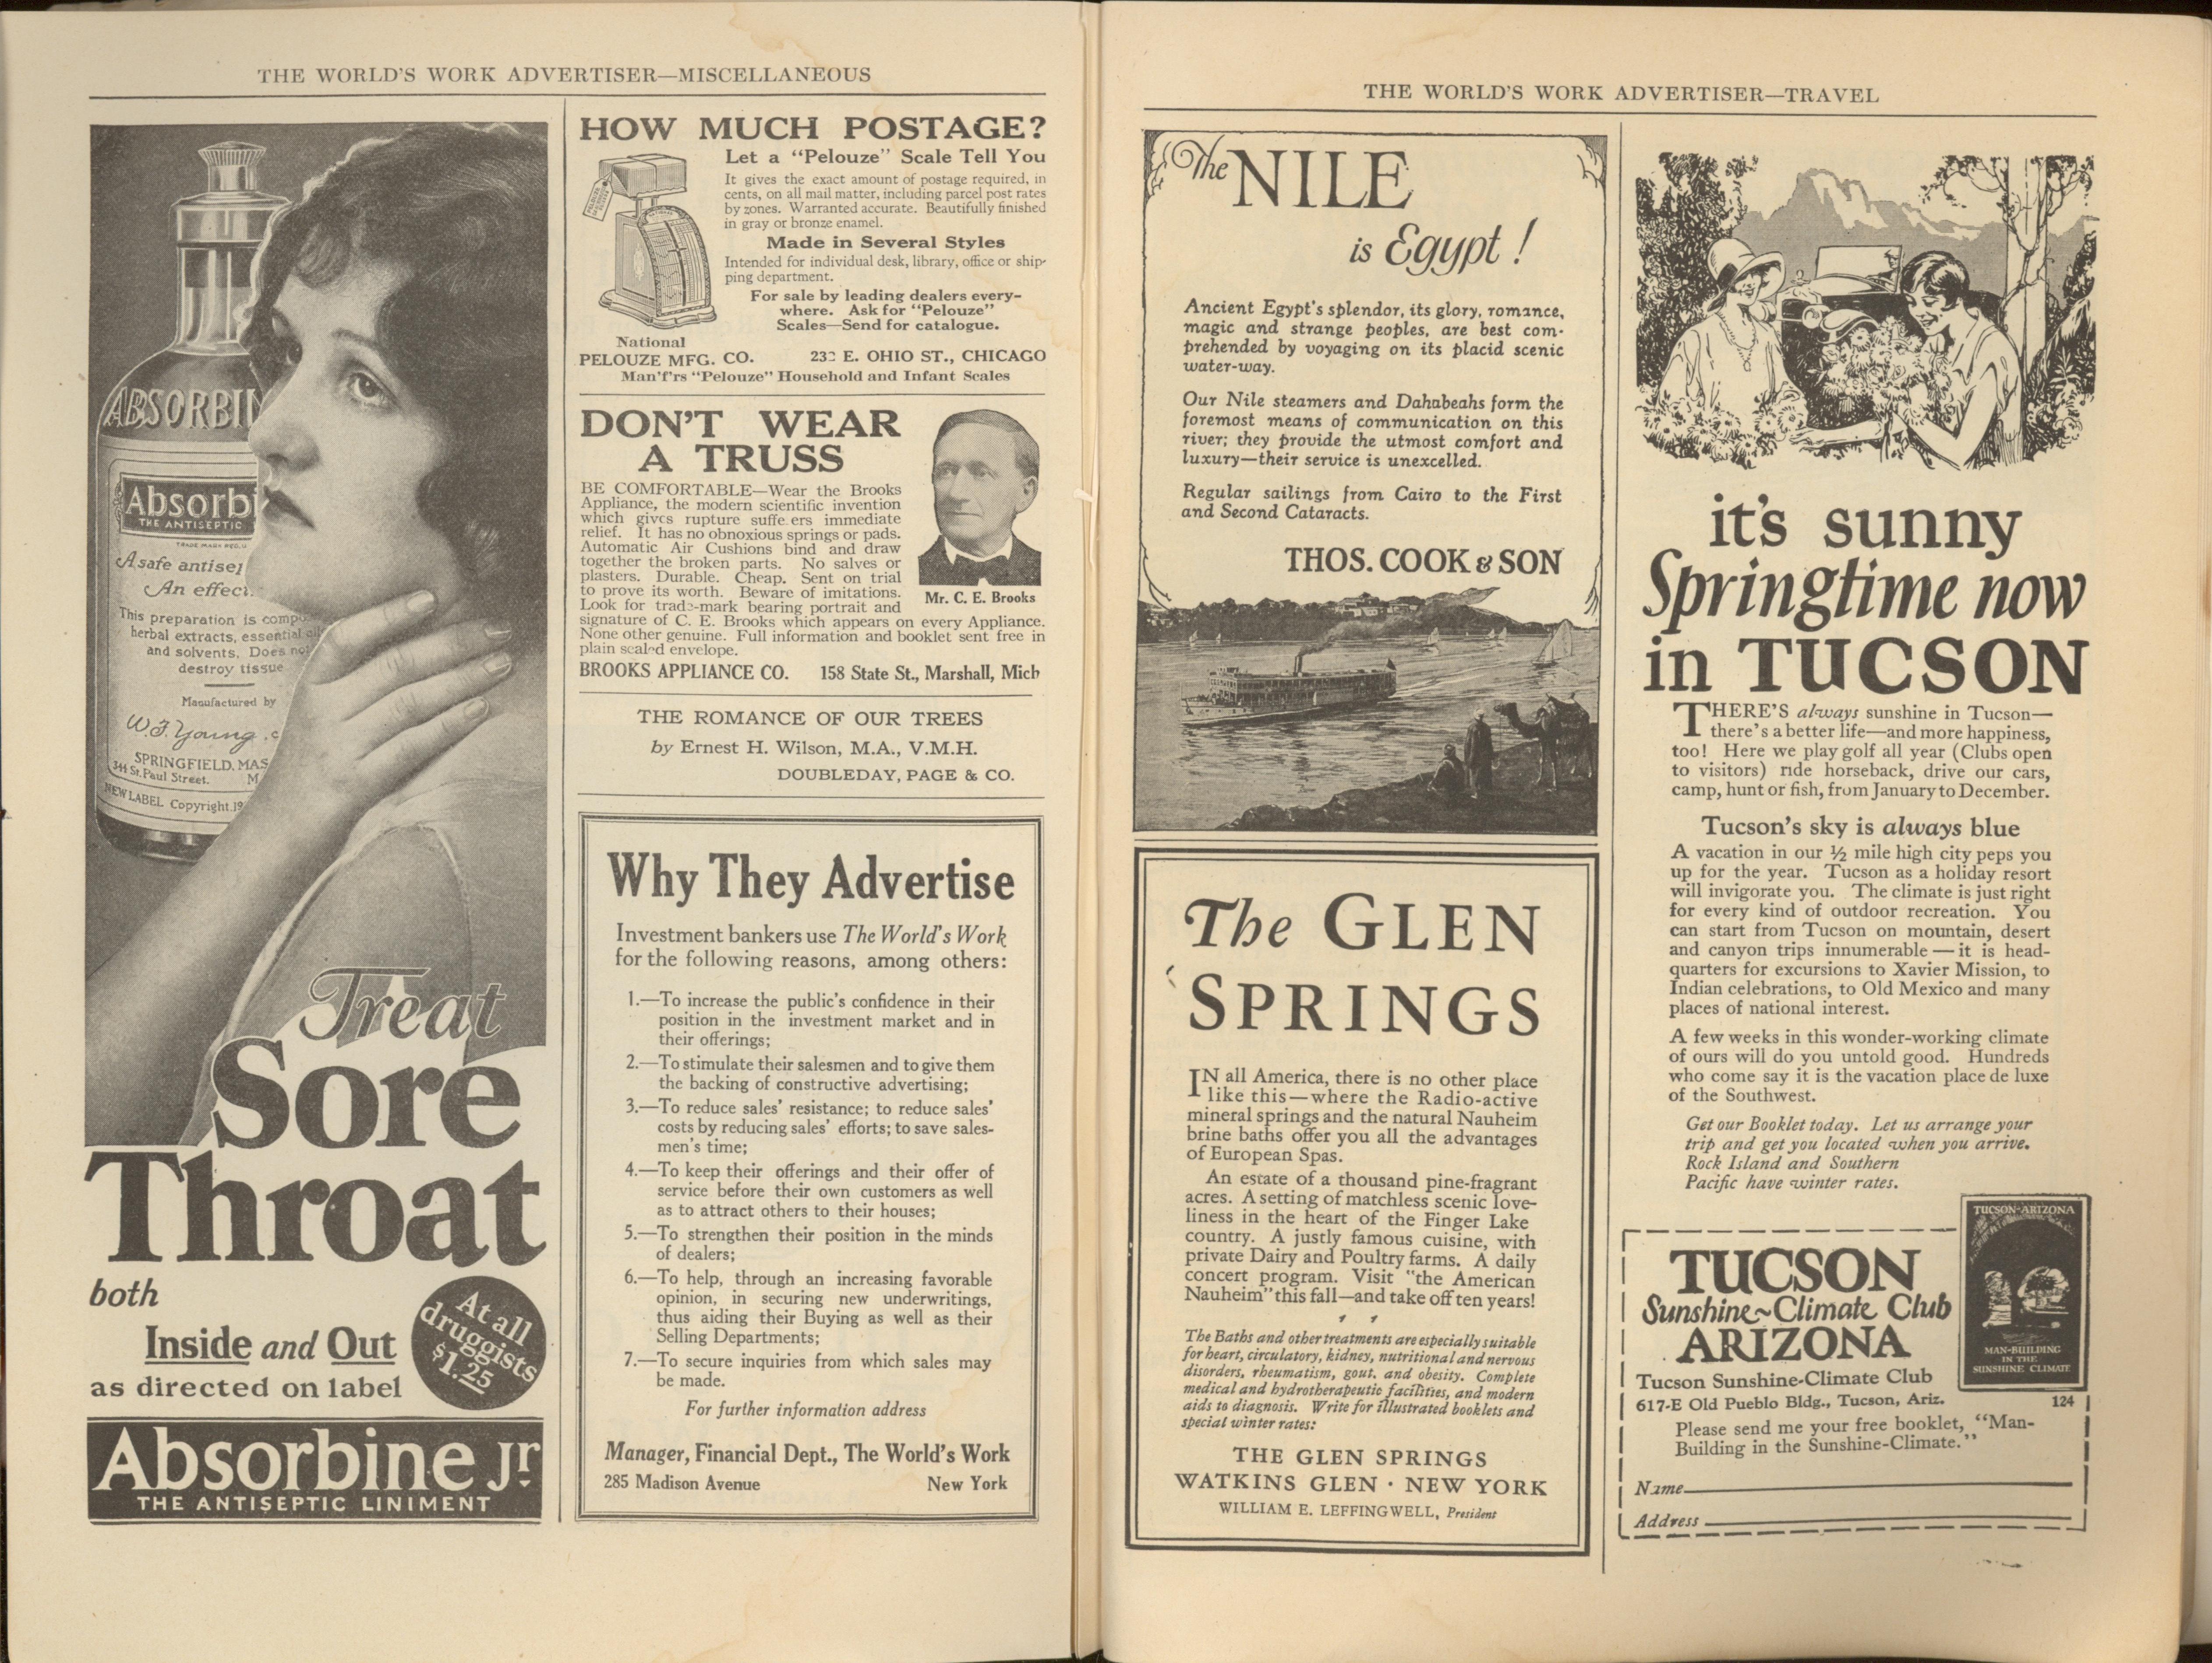 THE WORLD'S WORK ADVERTISER—MISCELLANEOUS
ABSORBIN
Absorbi
THE ANTISEPTIC
TRADE MARK REG. U
A safe antisep
An effect
This preparation is compo
herbal extracts, essential oil
and solvents. Does not
destroy tissue
Manufactured by
W. F. Young
SPRINGFIELD, MAS
344 St. Paul Street. M
NEW LABEL Copyright 19
Treat
Sore
Throat
both
Inside and Out
as directed on label
At all
druggists
$1.25
Absorbine Jr.
THE ANTISEPTIC LINIMENT
HOW MUCH POSTAGE?
Let a "Pelouze" Scale Tell You
It gives the exact amount of postage required, in
cents, on all mail matter, including parcel post rates
by zones. Warranted accurate. Beautifully finished
in gray or bronze enamel.
Made in Several Styles
Intended for individual desk, library, office or ship-
ping department.
For sale by leading dealers every-
where. Ask for "Pelouze"
Scales—Send for catalogue.
National
PELOUZE MFG. CO. 232 E. OHIO ST., CHICAGO
Man'f'rs "Pelouze" Household and Infant Scales
DON'T WEAR
A TRUSS
BE COMFORTABLE—Wear the Brooks
Appliance, the modern scientific invention
which gives rupture suffe ers immediate
relief. It has no obnoxious springs or pads.
Automatic Air Cushions bind and draw
together the broken parts. No salves or
plasters. Durable. Cheap. Sent on trial
to prove its worth. Beware of imitations.
Look for trade-mark bearing portrait and
signature of C. E. Brooks which appears on every Appliance.
None other genuine. Full information and booklet sent free in
plain sealed envelope.
Mr. C. E. Brooks
BROOKS APPLIANCE CO. 158 State St., Marshall, Mich
THE ROMANCE OF OUR TREES
by Ernest H. Wilson, M.A., V.M.H.
DOUBLEDAY, PAGE & CO.
Why They Advertise
Investment bankers use The World's Work
for the following reasons, among others:
1.—To increase the public's confidence in their
position in the investment market and in
their offerings;
2.—To stimulate their salesmen and to give them
the backing of constructive advertising;
3.—To reduce sales' resistance; to reduce sales'
costs by reducing sales' efforts; to save sales-
men's time;
4.—To keep their offerings and their offer of
service before their own customers as well
as to attract others to their houses;
5.—To strengthen their position in the minds
of dealers;
6.—To help, through an increasing favorable
opinion, in securing new underwritings,
thus aiding their Buying as well as their
Selling Departments;
7.—To secure inquiries from which sales may
be made.
For further information address
Manager, Financial Dept., The World's Work
285 Madison Avenue New York
THE WORLD'S WORK ADVERTISER—TRAVEL
The NILE
is Egypt!
Ancient Egypt's splendor, its glory, romance,
magic and strange peoples, are best com-
prehended by voyaging on its placid scenic
water-way.
Our Nile steamers and Dahabeahs form the
foremost means of communication on this
river; they provide the utmost comfort and
luxury—their service is unexcelled.
Regular sailings from Cairo to the First
and Second Cataracts.
THOS. COOK & SON
The GLEN
SPRINGS
IN all America, there is no other place
like this—where the Radio-active
mineral springs and the natural Nauheim
brine baths offer you all the advantages
of European Spas.
An estate of a thousand pine-fragrant
acres. A setting of matchless scenic love-
liness in the heart of the Finger Lake
country. A justly famous cuisine, with
private Dairy and Poultry farms. A daily
concert program. Visit "the American
Nauheim" this fall—and take off ten years!
The Baths and other treatments are especially suitable
for heart, circulatory, kidney, nutritional and nervous
disorders, rheumatism, gout, and obesity. Complete
medical and hydrotherapeutic facilities, and modern
aids to diagnosis. Write for illustrated booklets and
special winter rates:
THE GLEN SPRINGS
WATKINS GLEN · NEW YORK
WILLIAM E. LEFFINGWELL, President
it's sunny
Springtime now
in TUCSON
THERE'S always sunshine in Tucson—
there's a better life—and more happiness,
too! Here we play golf all year (Clubs open
to visitors) ride horseback, drive our cars,
camp, hunt or fish, from January to December.
Tucson's sky is always blue
A vacation in our ½ mile high city peps you
up for the year. Tucson as a holiday resort
will invigorate you. The climate is just right
for every kind of outdoor recreation. You
can start from Tucson on mountain, desert
and canyon trips innumerable — it is head-
quarters for excursions to Xavier Mission, to
Indian celebrations, to Old Mexico and many
places of national interest.
A few weeks in this wonder-working climate
of ours will do you untold good. Hundreds
who come say it is the vacation place de luxe
of the Southwest.
Get our Booklet today. Let us arrange your
trip and get you located when you arrive.
Rock Island and Southern
Pacific have winter rates.
TUCSON-ARIZONA
MAN-BUILDING
IN THE
SUNSHINE CLIMATE
TUCSON
Sunshine~Climate Club
ARIZONA
Tucson Sunshine-Climate Club
617-E Old Pueblo Bldg., Tucson, Ariz. 124
Please send me your free booklet, "Man-
Building in the Sunshine-Climate."
Name
Address